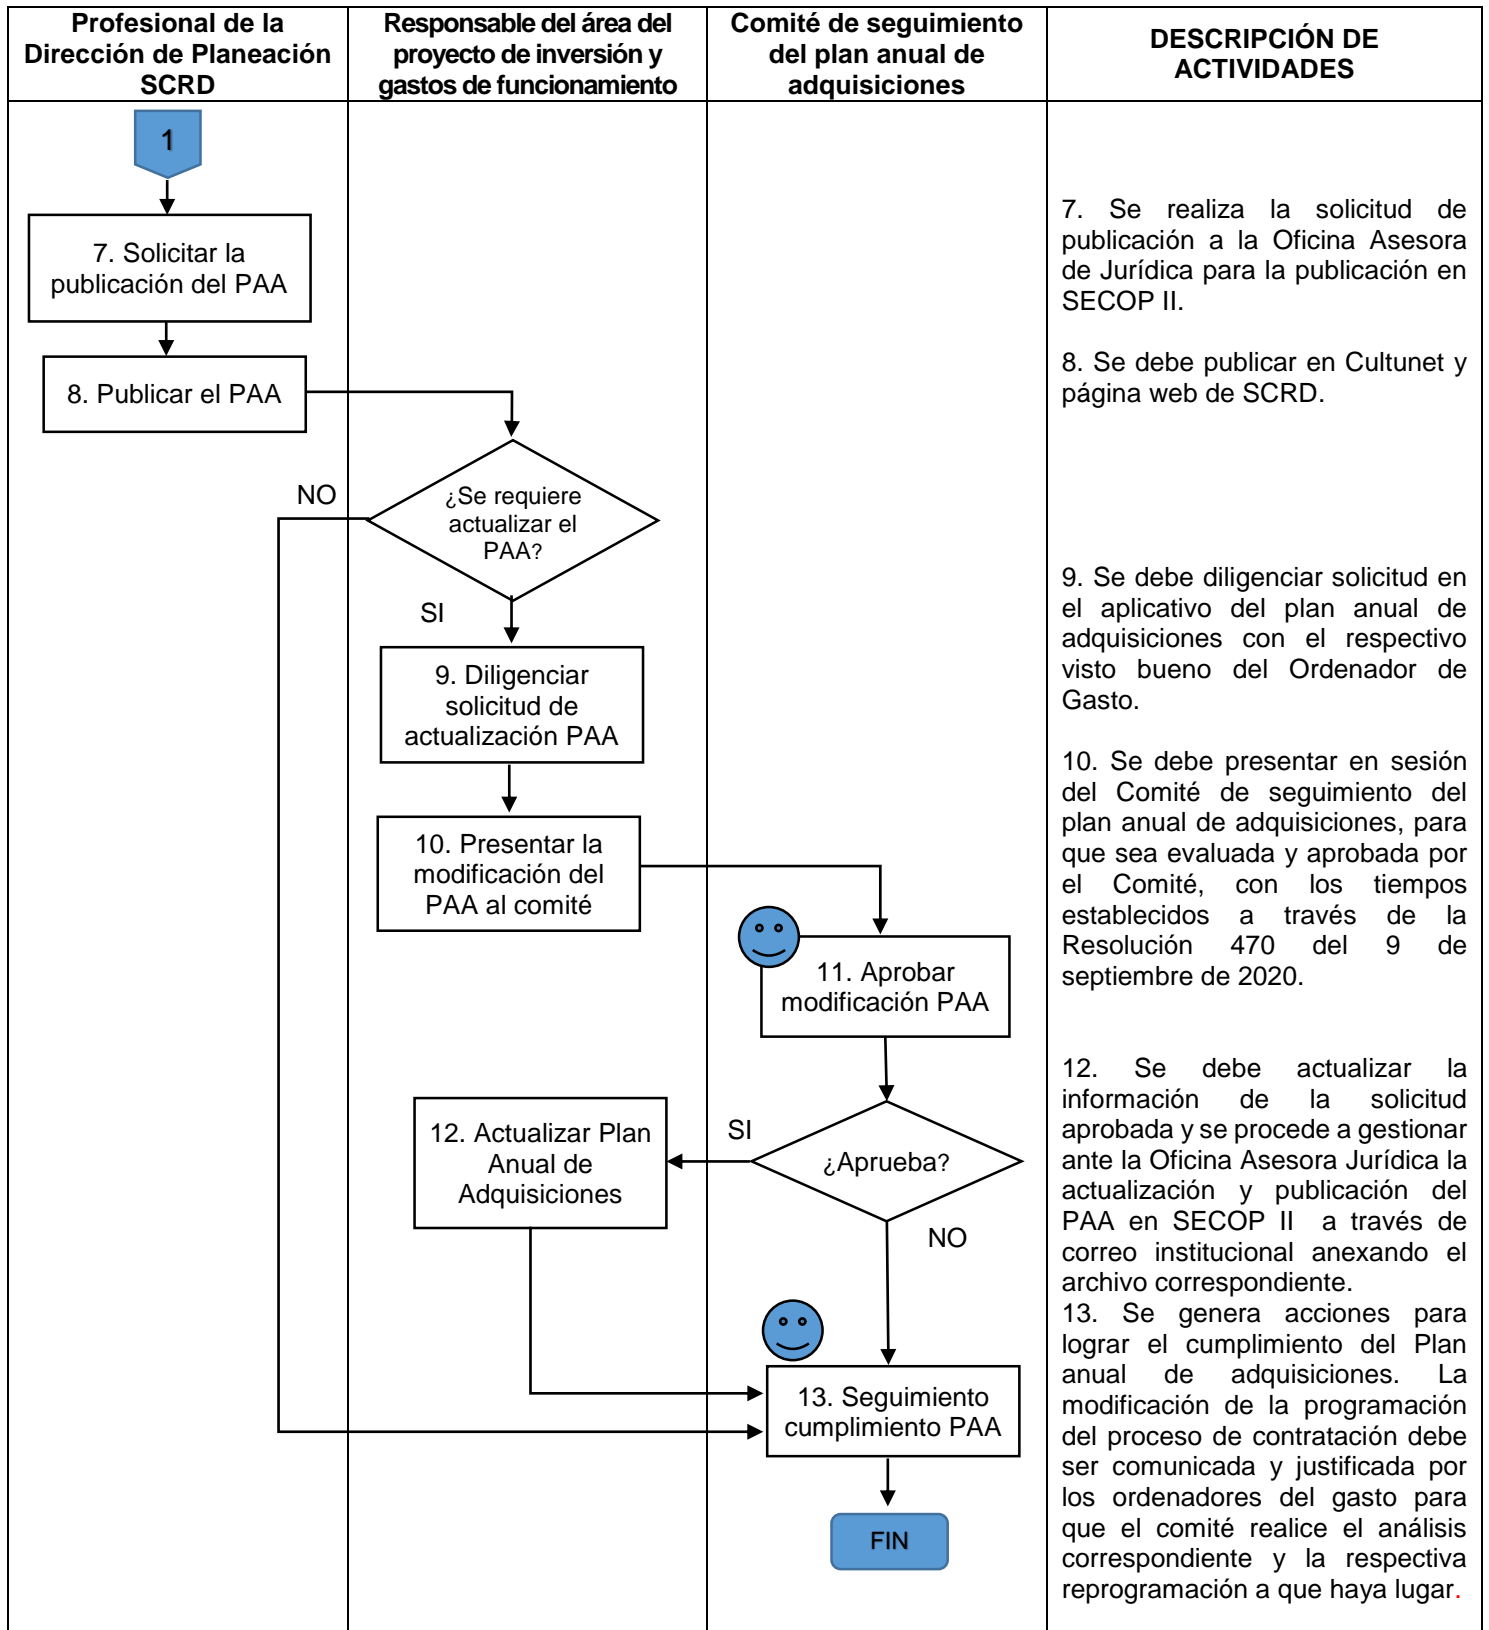 Profesional de la
Dirección de Planeación
SCRD
Responsable del área del
proyecto de inversión y
gastos de funcionamiento
Comité de seguimiento
del plan anual de
adquisiciones
DESCRIPCIÓN DE
ACTIVIDADES
1
7. Solicitar la
publicación del PAA
8. Publicar el PAA
¿Se requiere
actualizar el
PAA?
NO
SI
9. Diligenciar
solicitud de
actualización PAA
10. Presentar la
modificación del
PAA al comité
11. Aprobar
modificación PAA
¿Aprueba?
SI
NO
12. Actualizar Plan
Anual de
Adquisiciones
13. Seguimiento
cumplimiento PAA
FIN
7. Se realiza la solicitud de
publicación a la Oficina Asesora
de Jurídica para la publicación en
SECOP II.
8. Se debe publicar en Cultunet y
página web de SCRD.
9. Se debe diligenciar solicitud en
el aplicativo del plan anual de
adquisiciones con el respectivo
visto bueno del Ordenador de
Gasto.
10. Se debe presentar en sesión
del Comité de seguimiento del
plan anual de adquisiciones, para
que sea evaluada y aprobada por
el Comité, con los tiempos
establecidos a través de la
Resolución 470 del 9 de
septiembre de 2020.
12. Se debe actualizar la
información de la solicitud
aprobada y se procede a gestionar
ante la Oficina Asesora Jurídica la
actualización y publicación del
PAA en SECOP II a través de
correo institucional anexando el
archivo correspondiente.
13. Se genera acciones para
lograr el cumplimiento del Plan
anual de adquisiciones. La
modificación de la programación
del proceso de contratación debe
ser comunicada y justificada por
los ordenadores del gasto para
que el comité realice el análisis
correspondiente y la respectiva
reprogramación a que haya lugar.